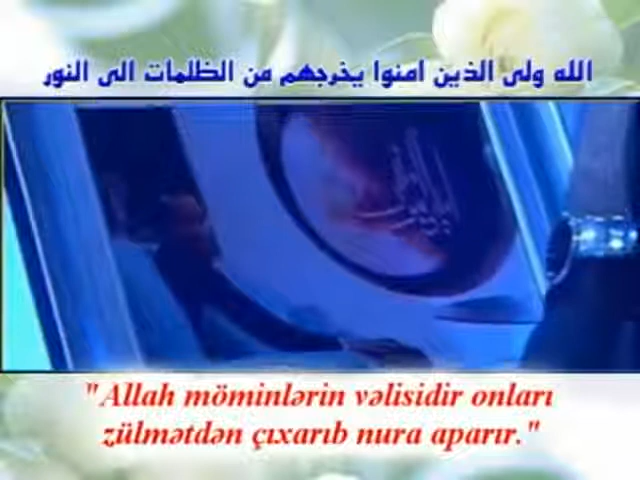 الله ولى الذين امنوا يخرجهم من الظلمات الى النور
"Allah möminlərin vəlisidir onları
zülmətdən çıxarıb nura aparır."